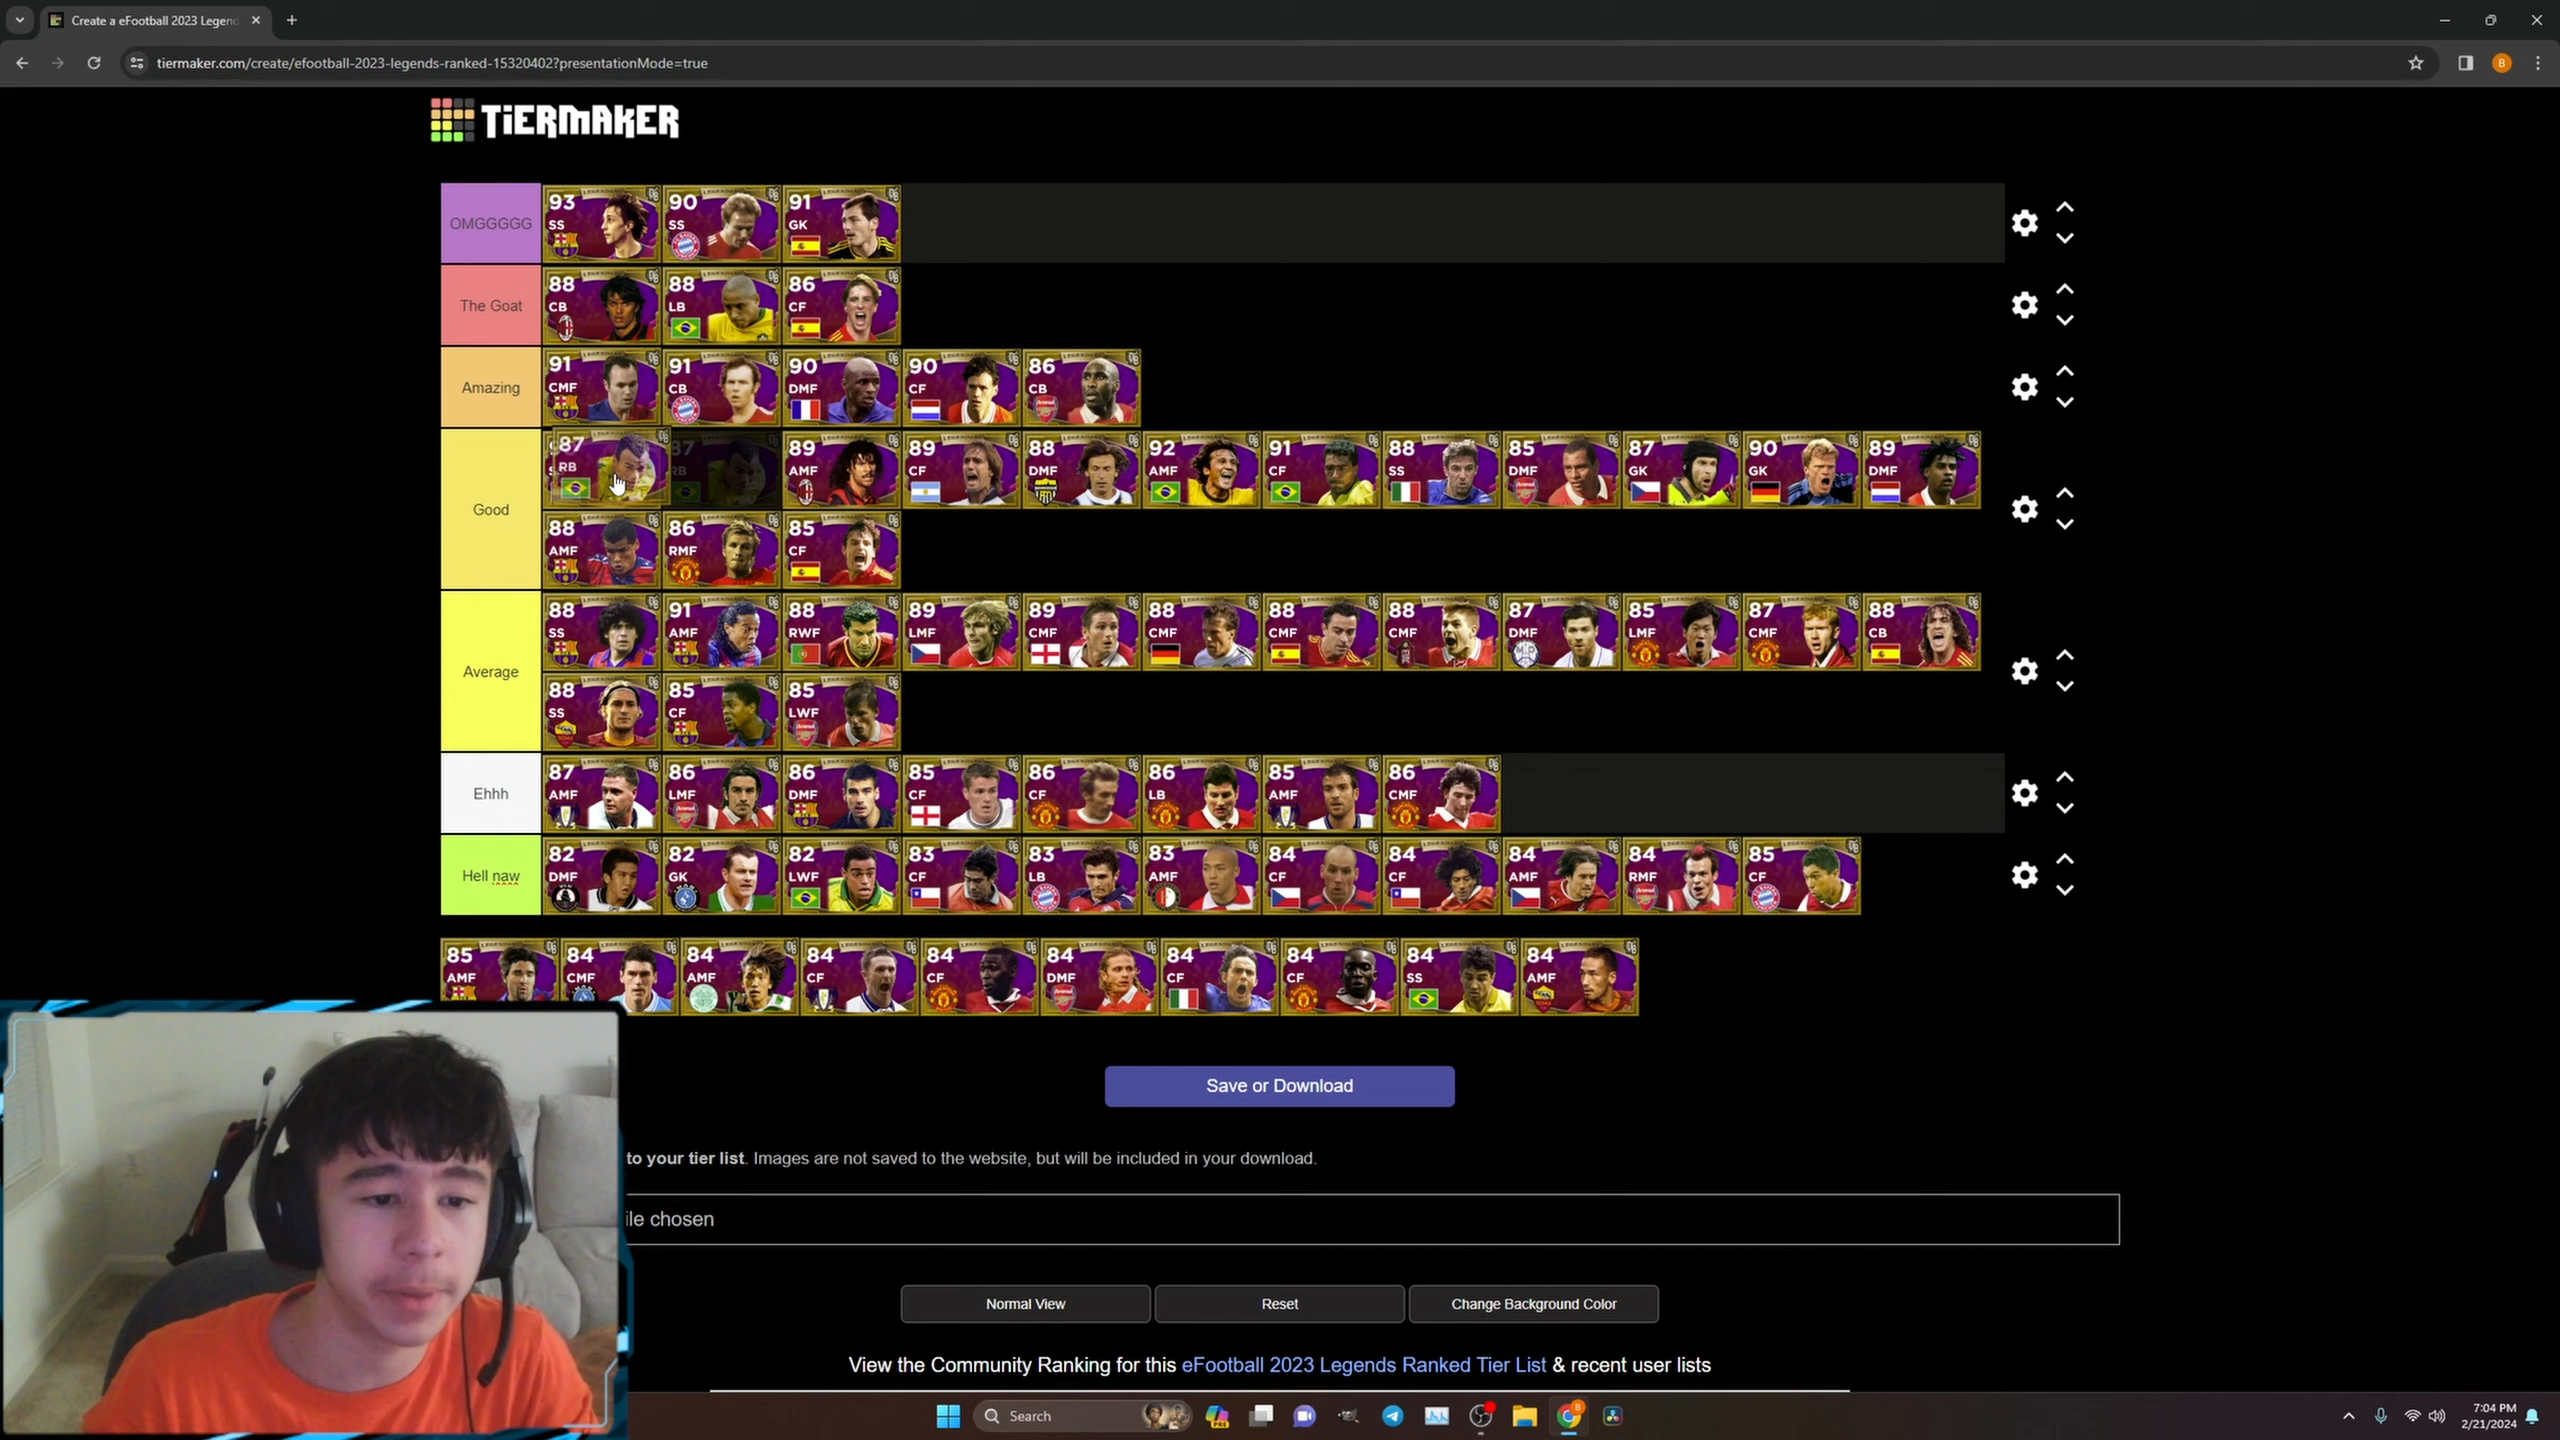 Create a eFootball 2023 Legend
tiermaker.com/create/efootball-2023-legends-ranked-15320402?presentationMode=true
B
TiERMAKER
OMGGGGG
93 SS
90 SS
91 GK
The Goat
88 CB
88 LB
86 CF
Amazing
91 CMF
91 CB
90 DMF
90 CF
86 CB
Good
87 RB
87 RB
89 AMF
89 CF
88 DMF
92 AMF
91 CF
88 SS
85 DMF
87 GK
90 GK
89 DMF
88 AMF
86 RMF
85 CF
Average
88 SS
91 AMF
88 RWF
89 LMF
89 CMF
88 CMF
88 CMF
88 CMF
87 DMF
85 LMF
87 CMF
88 CB
88 SS
85 CF
85 LWF
Ehhh
87 AMF
86 LMF
86 DMF
85 CF
86 CF
86 LB
85 AMF
86 CMF
Hell naw
82 DMF
82 GK
82 LWF
83 CF
83 LB
83 AMF
84 CF
84 CF
84 AMF
84 RMF
85 CF
85 AMF
84 CMF
84 AMF
84 CF
84 CF
84 DMF
84 CF
84 CF
84 SS
84 AMF
Save or Download
to your tier list. Images are not saved to the website, but will be included in your download.
ile chosen
Normal View
Reset
Change Background Color
View the Community Ranking for this eFootball 2023 Legends Ranked Tier List & recent user lists
Search
7:04 PM
2/21/2024